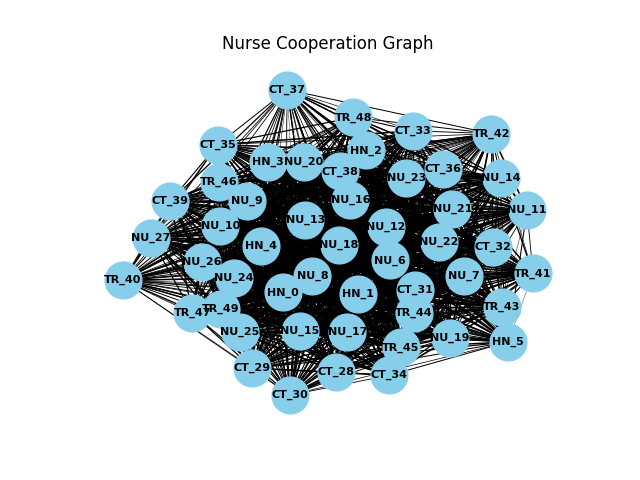 Nurse Cooperation Graph
CT_37
TR_48
CT_33
TR_42
CT_35
HN_2
HN_3
NU_20
CT_38
CT_36
NU_23
NU_14
TR_46
NU_9
NU_16
CT_39
NU_21
NU_11
NU_13
NU_10
NU_12
NU_27
NU_22
HN_4
NU_18
CT_32
NU_26
NU_6
TR_41
NU_24
NU_8
NU_7
TR_40
HN_0
HN_1
CT_31
TR_43
TR_49
TR_47
TR_44
NU_25
NU_15
NU_17
NU_19
HN_5
TR_45
CT_29
CT_28
CT_34
CT_30